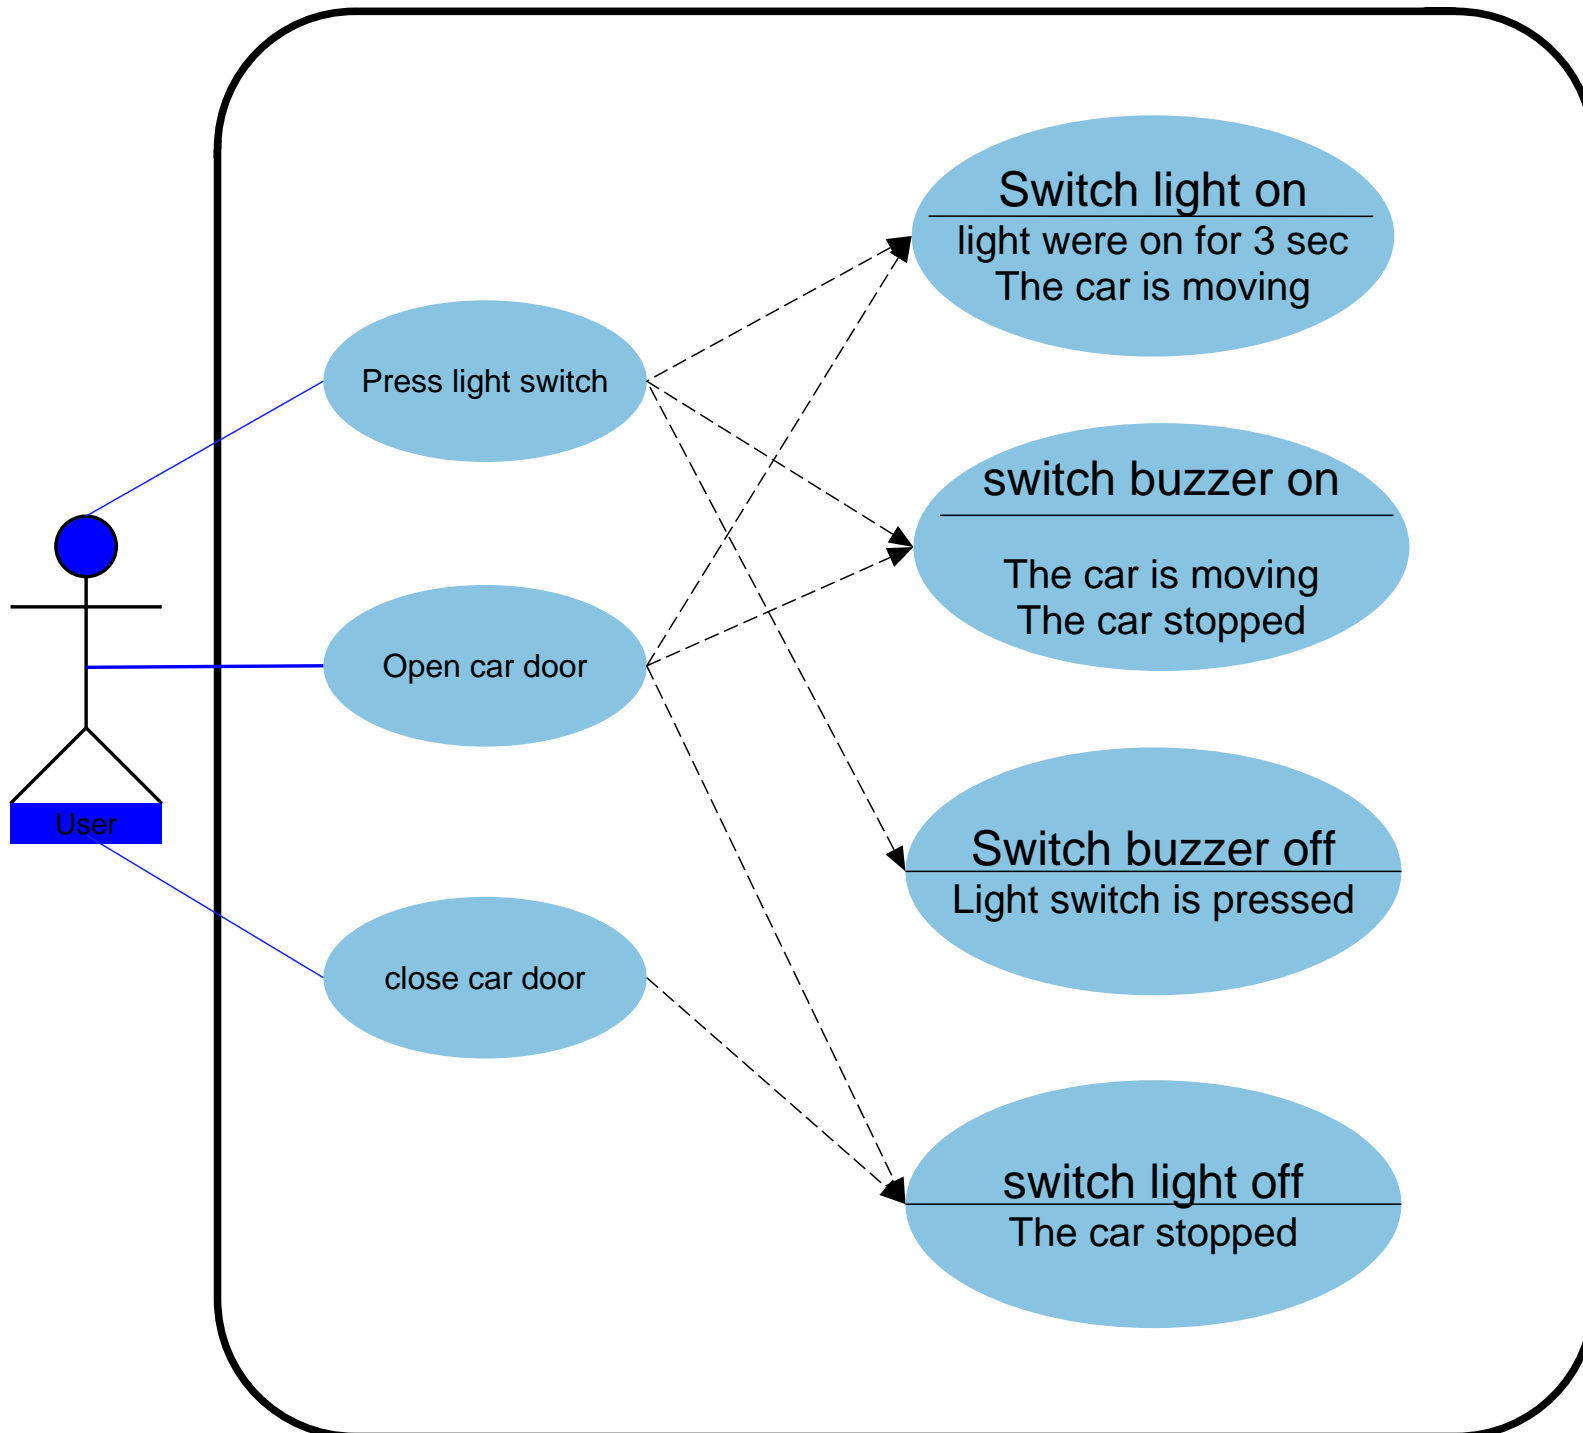 Switch light on
light were on for 3 sec
The car is moving
Press light switch
switch buzzer on
The car is moving
The car stopped
Open car door
User
Switch buzzer off
Light switch is pressed
close car door
switch light off
The car stopped